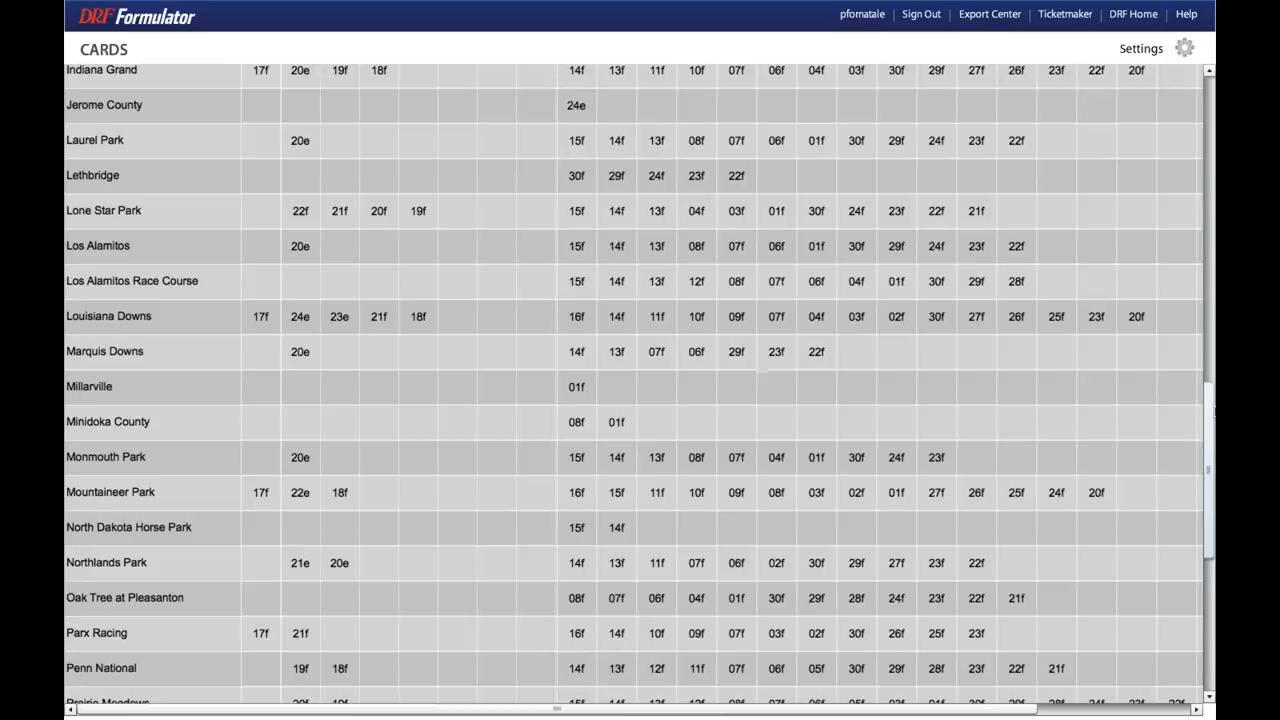 DRF Formulator pfornatale Sign Out Export Center Ticketmaker DRF Home Help
CARDS Settings
Indiana Grand 17f 20e 19f 18f 14f 13f 11f 10f 07f 06f 04f 03f 30f 29f 27f 26f 23f 22f 20f
Jerome County 24e
Laurel Park 20e 15f 14f 13f 08f 07f 06f 01f 30f 29f 24f 23f 22f
Lethbridge 30f 29f 24f 23f 22f
Lone Star Park 22f 21f 20f 19f 15f 14f 13f 04f 03f 01f 30f 24f 23f 22f 21f
Los Alamitos 20e 15f 14f 13f 08f 07f 06f 01f 30f 29f 24f 23f 22f
Los Alamitos Race Course 15f 14f 13f 12f 08f 07f 06f 04f 01f 30f 29f 28f
Louisiana Downs 17f 24e 23e 21f 18f 16f 14f 11f 10f 09f 07f 04f 03f 02f 30f 27f 26f 25f 23f 20f
Marquis Downs 20e 14f 13f 07f 06f 29f 23f 22f
Millarville 01f
Minidoka County 08f 01f
Monmouth Park 20e 15f 14f 13f 08f 07f 04f 01f 30f 24f 23f
Mountaineer Park 17f 22e 18f 16f 15f 11f 10f 09f 08f 03f 02f 01f 27f 26f 25f 24f 20f
North Dakota Horse Park 15f 14f
Northlands Park 21e 20e 14f 13f 11f 07f 06f 02f 30f 29f 27f 23f 22f
Oak Tree at Pleasanton 08f 07f 06f 04f 01f 30f 29f 28f 24f 23f 22f 21f
Parx Racing 17f 21f 16f 14f 10f 09f 07f 03f 02f 30f 26f 25f 23f
Penn National 19f 18f 14f 13f 12f 11f 07f 06f 05f 30f 29f 28f 23f 22f 21f
Prairie Meadows